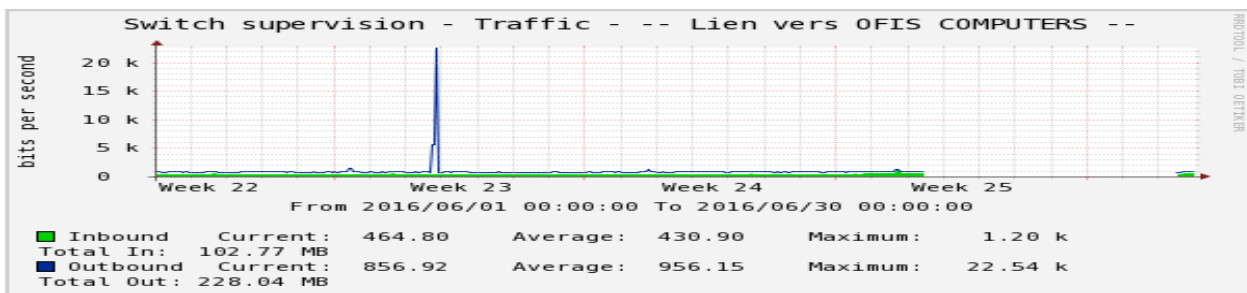 Switch supervision - Traffic - -- Lien vers OFIS COMPUTERS --
RRDTOOL / TOBI OETIKER
bits per second
20 k
15 k
10 k
5 k
0
Week 22 Week 23 Week 24 Week 25
From 2016/06/01 00:00:00 To 2016/06/30 00:00:00
Inbound Current: 464.80 Average: 430.90 Maximum: 1.20 k
Total In: 102.77 MB
Outbound Current: 856.92 Average: 956.15 Maximum: 22.54 k
Total Out: 228.04 MB